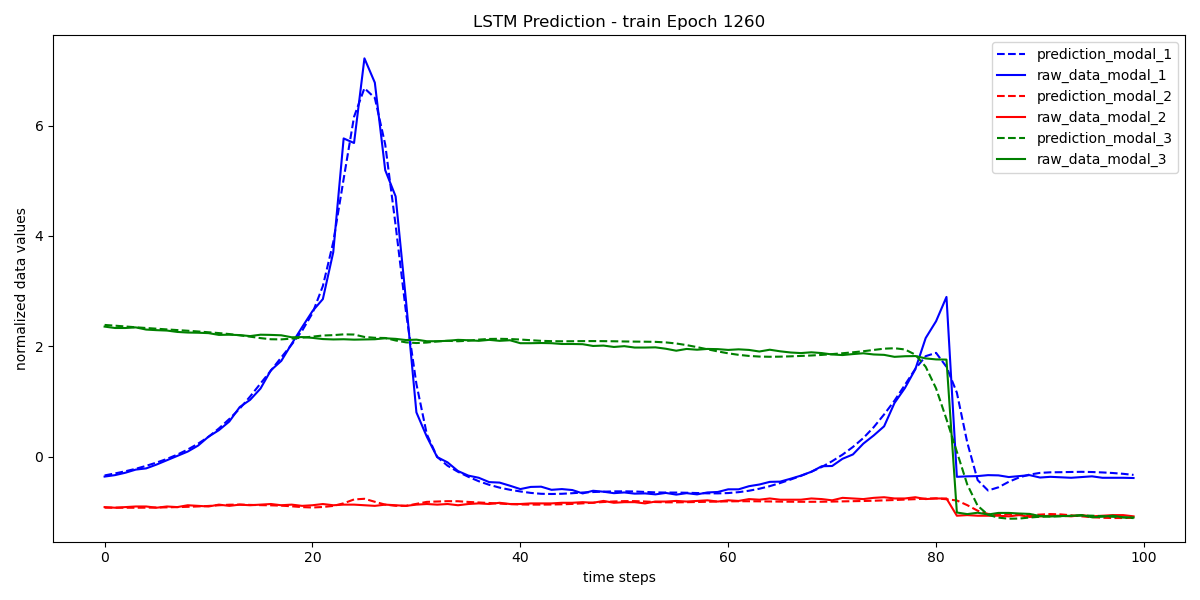 LSTM Prediction - train Epoch 1260
prediction_modal_1
raw_data_modal_1
prediction_modal_2
raw_data_modal_2
prediction_modal_3
raw_data_modal_3
normalized data values
6
4
2
0
0 20 40 60 80 100
time steps